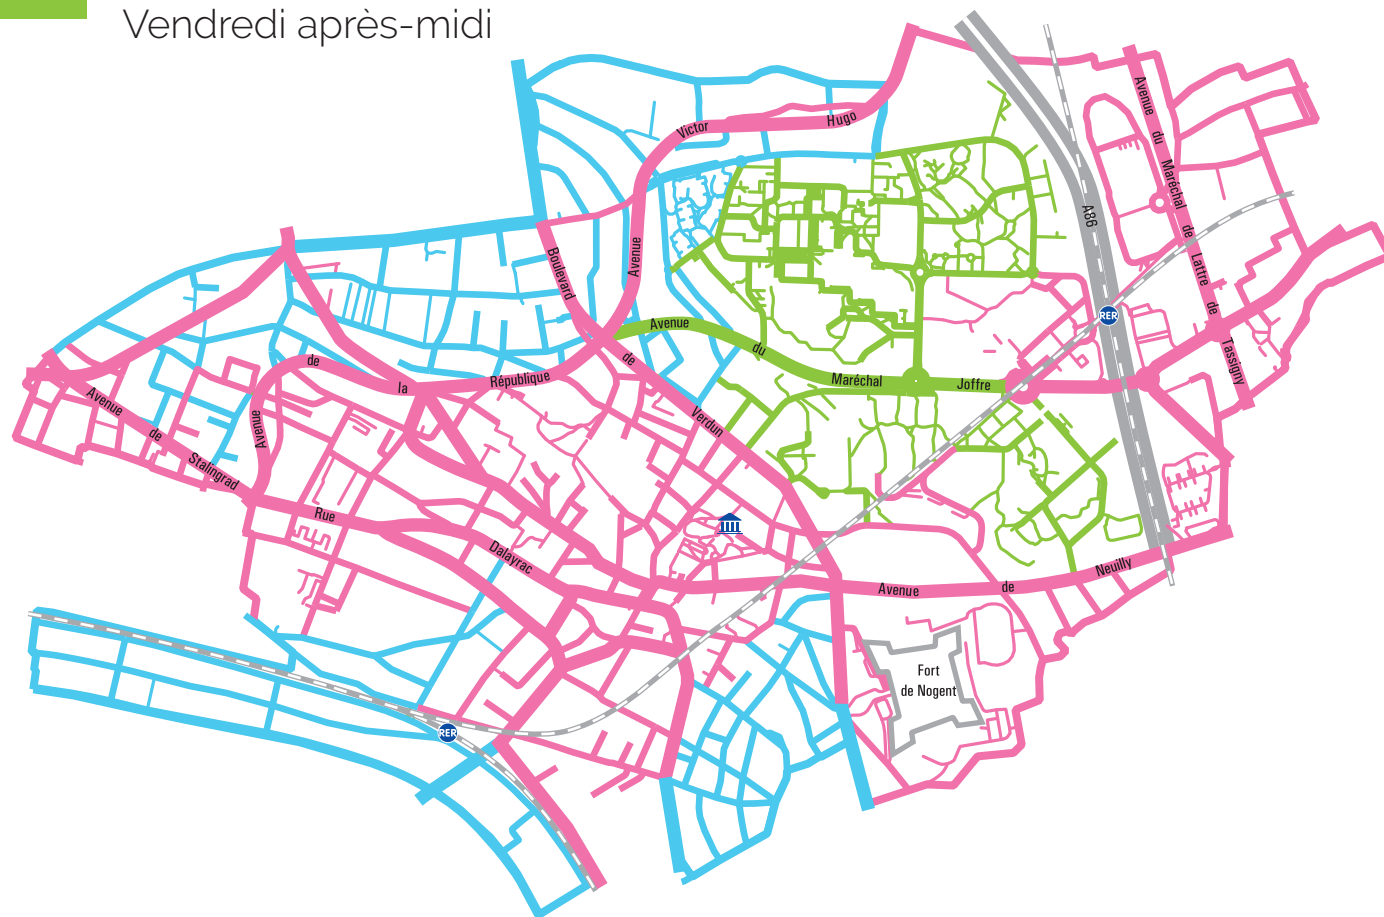 Vendredi après-midi
Victor
Hugo
Avenue
du
Maréchal
de
Lattre
de
Tassigny
A86
Boulevard
de
Verdun
Avenue
RER
Avenue
du
Maréchal
Joffre
Avenue
de
la
République
Avenue
de
Stalingrad
Rue
Dalayrac
Avenue
de
Neuilly
Fort
de Nogent
RER